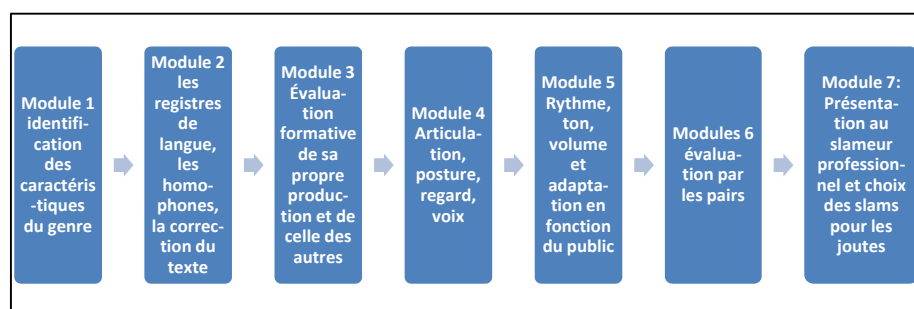 Module 1
identifi-
cation
des
caractéris
-tiques
du genre
Module 2
les
registres
de
langue,
les
homo-
phones,
la correc-
tion du
texte
Module 3
Évalua-
tion
formative
de sa
propre
produc-
tion et de
celle des
autres
Module 4
Articula-
tion,
posture,
regard,
voix
Module 5
Rythme,
ton,
volume
et
adapta-
tion en
fonction
du public
Modules 6
évaluation
par les
pairs
Module 7:
Présenta-
tion au
slameur
profession-
nel et choix
des slams
pour les
joutes